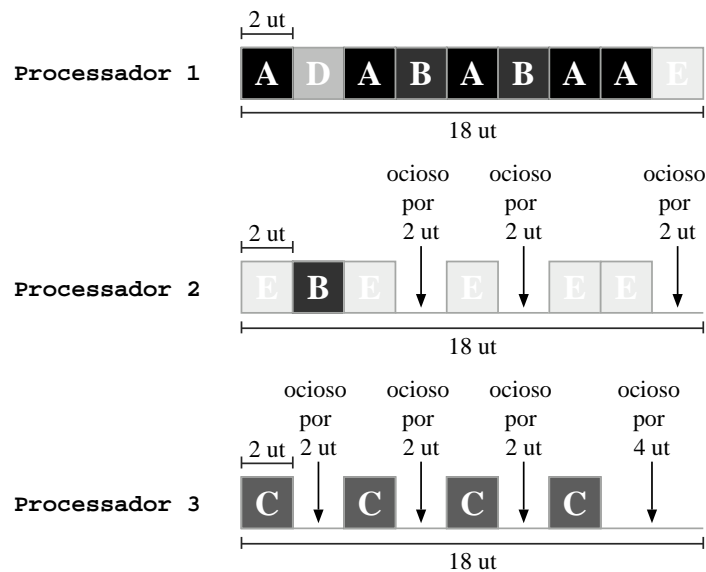 2 ut
Processador 1
A D A B A B A A E
18 ut
ocioso por 2 ut
ocioso por 2 ut
ocioso por 2 ut
2 ut
Processador 2
E B E E E E
18 ut
ocioso por 2 ut
ocioso por 2 ut
ocioso por 2 ut
ocioso por 4 ut
2 ut
Processador 3
C C C C
18 ut